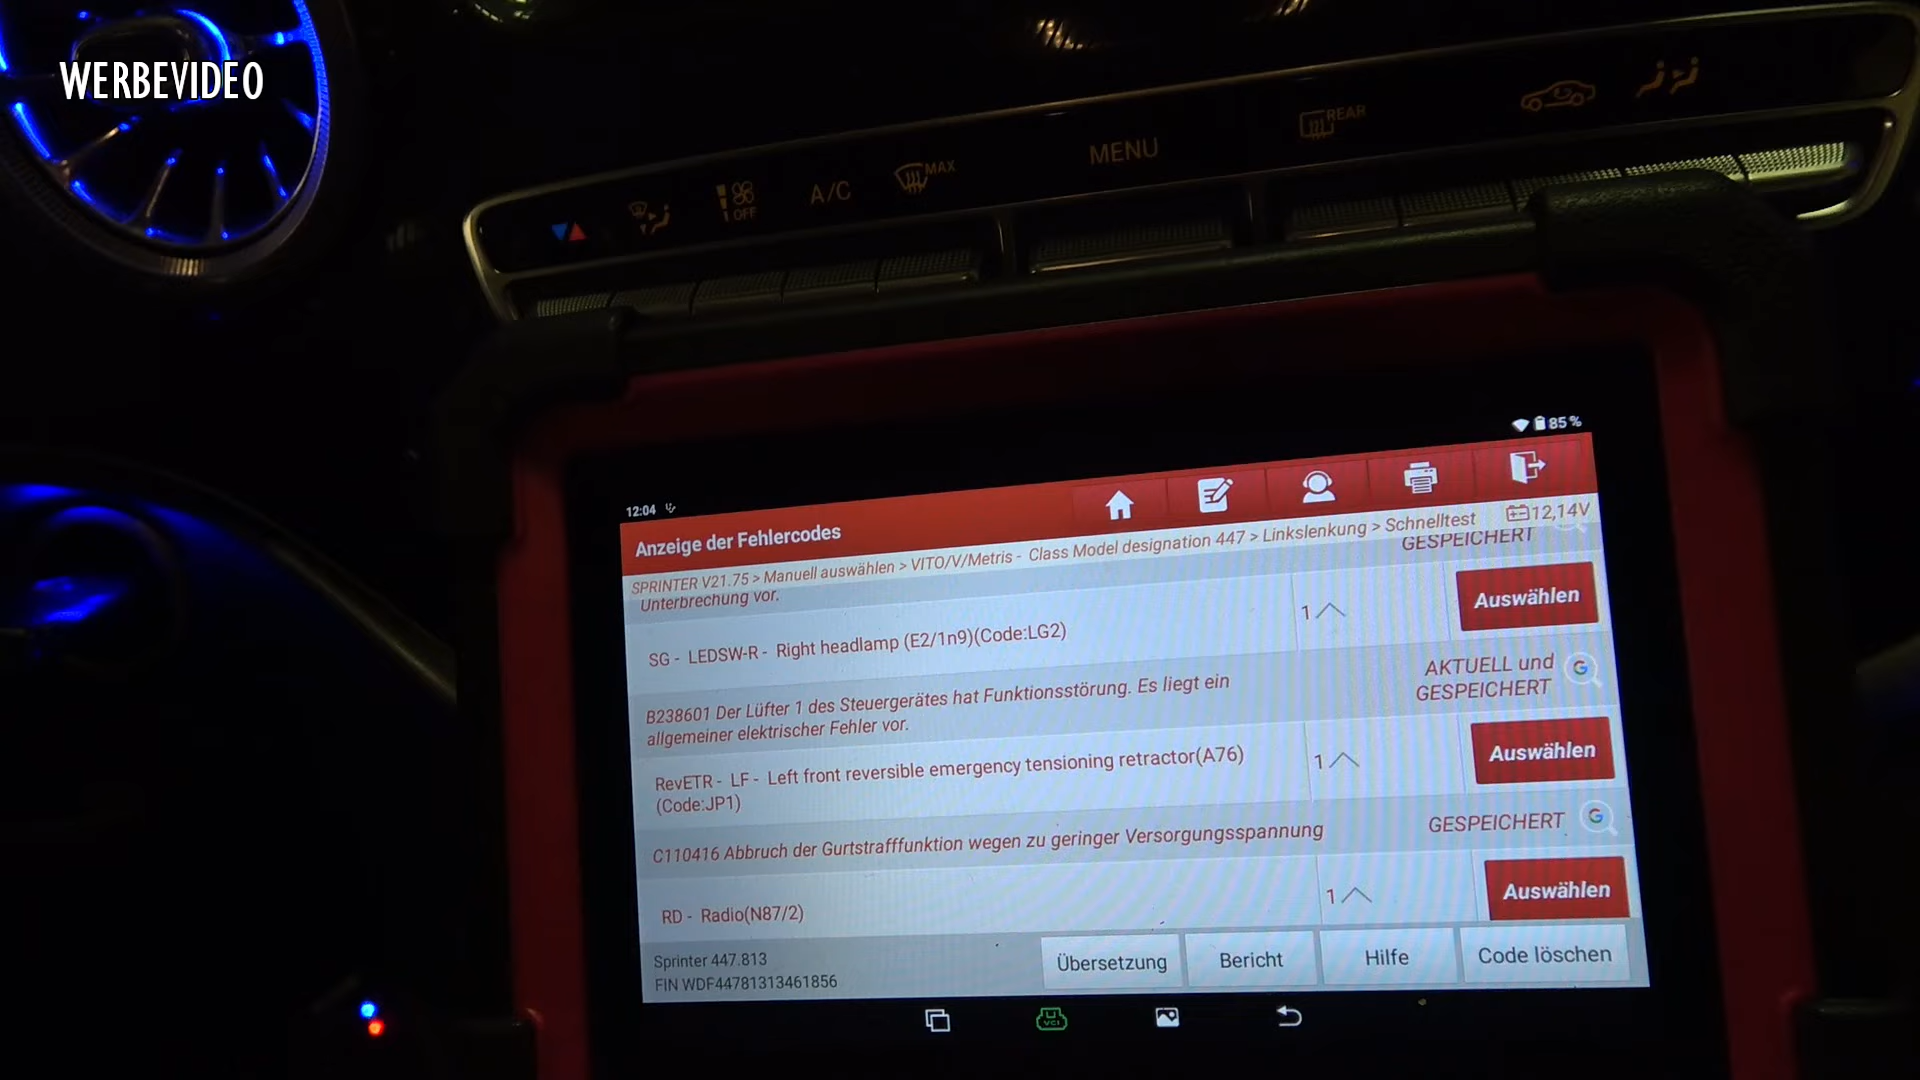 WERBEVIDEO
OFF
A/C
MAX
MENU
REAR
85 %
12:04
Anzeige der Fehlercodes
12,14V
SPRINTER V21.75 > Manuell auswählen > VITO/V/Metris - Class Model designation 447 > Linkslenkung > Schnelltest
GESPEICHERT
Unterbrechung vor.
SG - LEDSW-R - Right headlamp (E2/1n9)(Code:LG2)
1
Auswählen
B238601 Der Lüfter 1 des Steuergerätes hat Funktionsstörung. Es liegt ein
allgemeiner elektrischer Fehler vor.
AKTUELL und
GESPEICHERT
G
RevETR - LF - Left front reversible emergency tensioning retractor(A76)
(Code:JP1)
1
Auswählen
C110416 Abbruch der Gurtstrafffunktion wegen zu geringer Versorgungsspannung
GESPEICHERT
G
RD - Radio(N87/2)
1
Auswählen
Sprinter 447.813
FIN WDF44781313461856
Übersetzung
Bericht
Hilfe
Code löschen
VCI